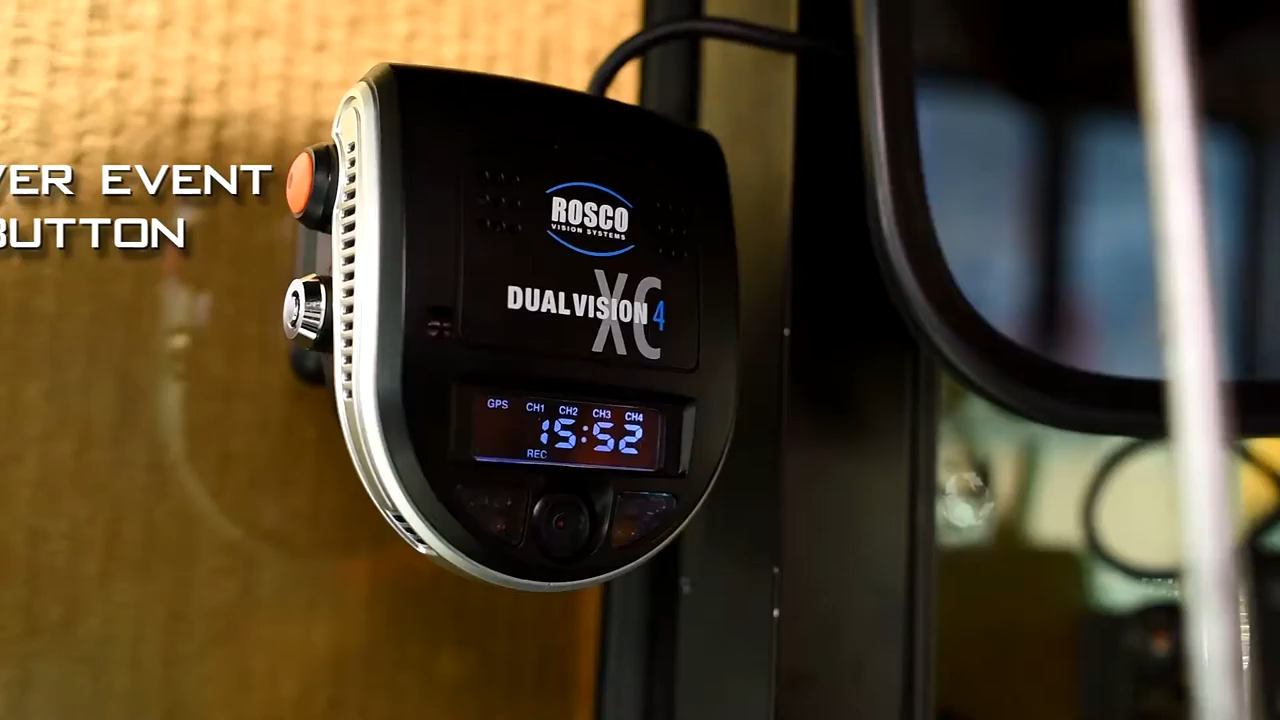 VER EVENT
BUTTON
ROSCO
VISION SYSTEMS
DUALVISION 4
XC
GPS CH1 CH2 CH3 CH4
15:52
REC